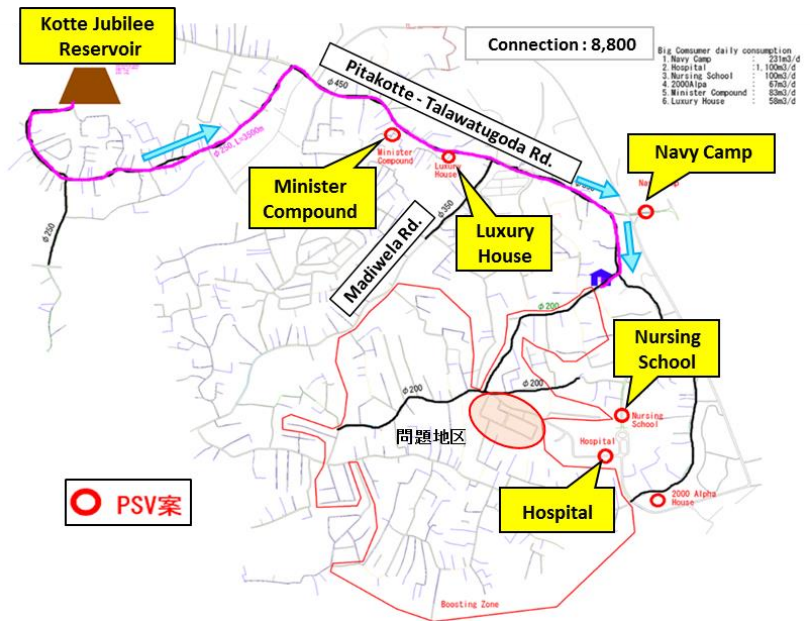 Kotte Jubilee
Reservoir
Pitakotte - Talawatugoda Rd.
Connection : 8,800
Big Comsumer daily consumption
1.Navy Camp : 231m3/d
2.Hospital :1,100m3/d
3.Nursing School : 100m3/d
4.2000Alpa : 67m3/d
5.Minister Compound : 83m3/d
6.Luxury House : 58m3/d
φ450
φ250, L=3500m
Minister
Compound
Luxury
House
Navy Camp
Minister
Compound
Luxury
House
Madiwela Rd.
φ350
φ250
φ200
Nursing
School
φ200
φ200
Nursing
School
問題地区
Hospital
PSV案
Hospital
2000 Alpha
House
Boosting Zone